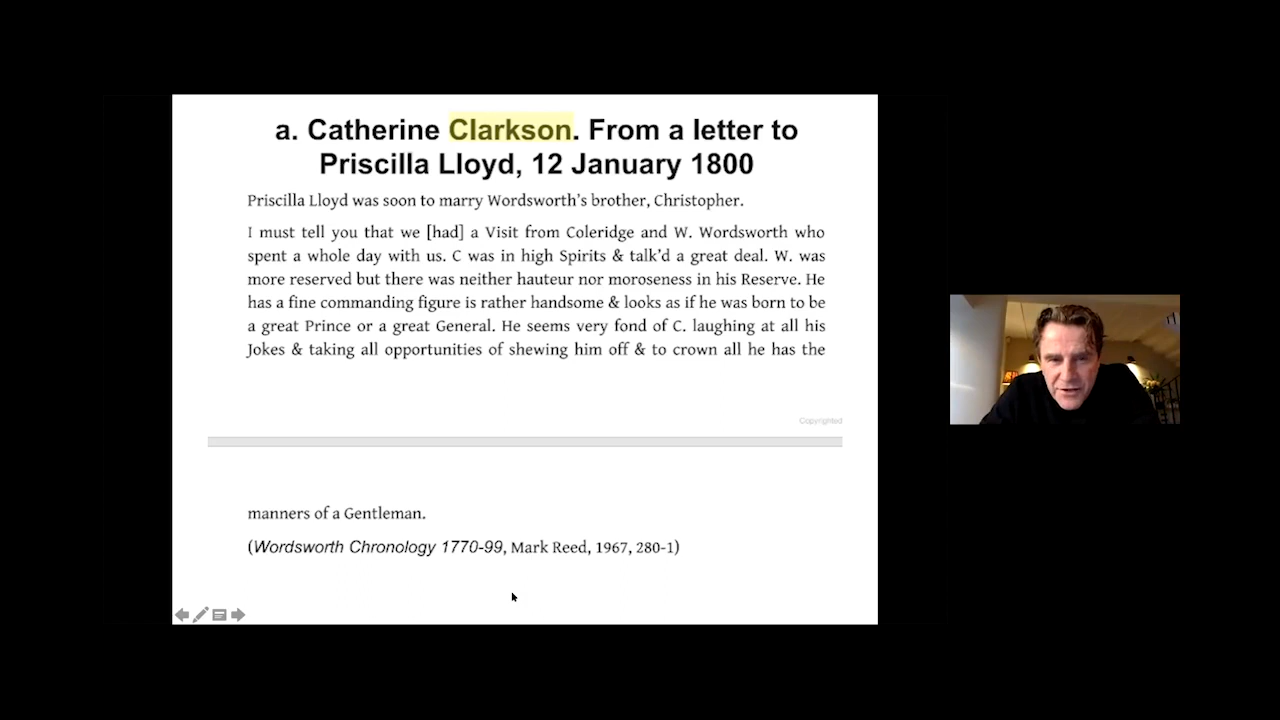 a. Catherine Clarkson. From a letter to
Priscilla Lloyd, 12 January 1800
Priscilla Lloyd was soon to marry Wordsworth's brother, Christopher.
I must tell you that we [had] a Visit from Coleridge and W. Wordsworth who
spent a whole day with us. C was in high Spirits & talk'd a great deal. W. was
more reserved but there was neither hauteur nor moroseness in his Reserve. He
has a fine commanding figure is rather handsome & looks as if he was born to be
a great Prince or a great General. He seems very fond of C. laughing at all his
Jokes & taking all opportunities of shewing him off & to crown all he has the
Copyrighted
manners of a Gentleman.
(Wordsworth Chronology 1770-99, Mark Reed, 1967, 280-1)